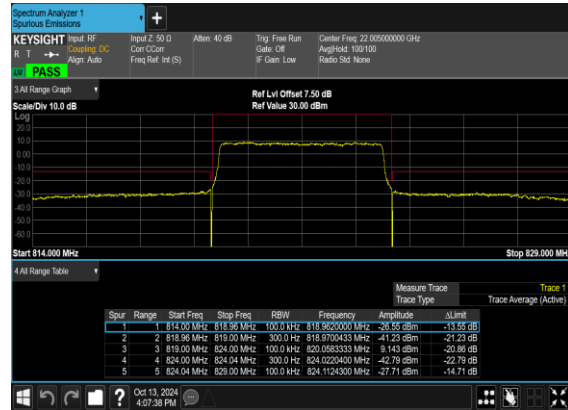 Spectrum Analyzer 1
Spurious Emissions
+
KEYSIGHT Input: RF Input Z: 50 Ω Atten: 40 dB Trig: Free Run Center Freq: 22.005000000 GHz
R T Coupling: DC Corr CCorr Gate: Off Avg|Hold: 100/100
Align: Auto Freq Ref: Int (S) IF Gain: Low Radio Std: None
PASS
3 All Range Graph
Ref Lvl Offset 7.50 dB
Scale/Div 10.0 dB Ref Value 30.00 dBm
Log
20.0
10.0
0.00
-10.0
-20.0
-30.0
-40.0
-50.0
-60.0
Start 814.000 MHz Stop 829.000 MH
4 All Range Table
Measure Trace Trace 1
Trace Type Trace Average (Active)
Spur Range Start Freq Stop Freq RBW Frequency Amplitude ΔLimit
1 1 814.00 MHz 818.96 MHz 100.0 kHz 818.9620000 MHz -26.55 dBm -13.55 dB
2 2 818.96 MHz 819.00 MHz 300.0 Hz 818.9700433 MHz -41.23 dBm -21.23 dB
3 3 819.00 MHz 824.00 MHz 100.0 kHz 820.0583333 MHz 9.143 dBm -20.86 dB
4 4 824.00 MHz 824.04 MHz 300.0 Hz 824.0220400 MHz -42.79 dBm -22.79 dB
5 5 824.04 MHz 829.00 MHz 100.0 kHz 824.1124300 MHz -27.71 dBm -14.71 dB
?
Oct 13, 2024
4:07:38 PM